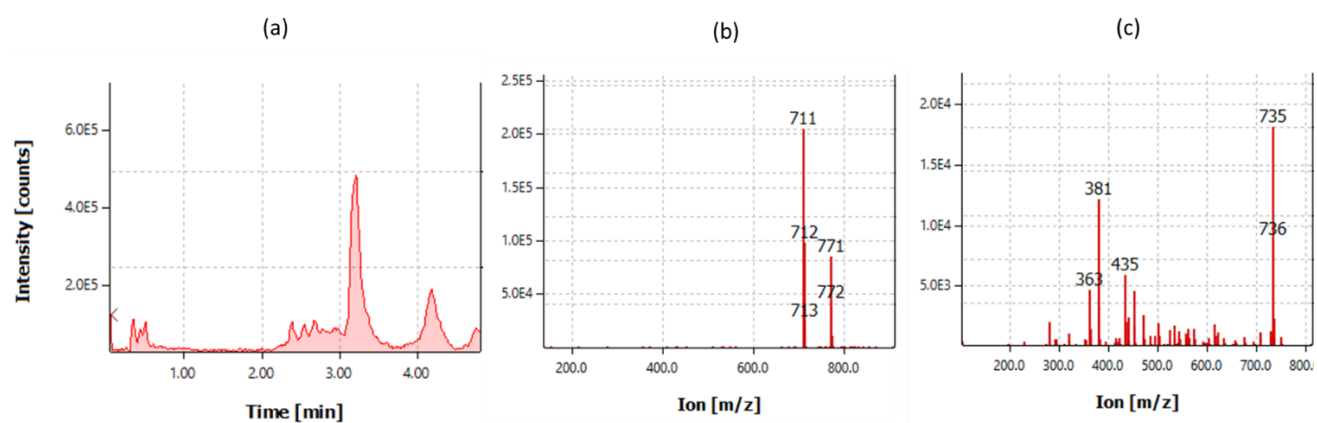 (a)
(b)
(c)
Intensity [counts]
6.0E5
4.0E5
2.0E5
1.00
2.00
3.00
4.00
Time [min]
2.5E5
2.0E5
1.5E5
1.0E5
5.0E4
711
712
771
772
713
200.0
400.0
600.0
800.0
Ion [m/z]
2.0E4
1.5E4
1.0E4
5.0E3
735
381
736
363
435
200.0
300.0
400.0
500.0
600.0
700.0
800.
Ion [m/z]